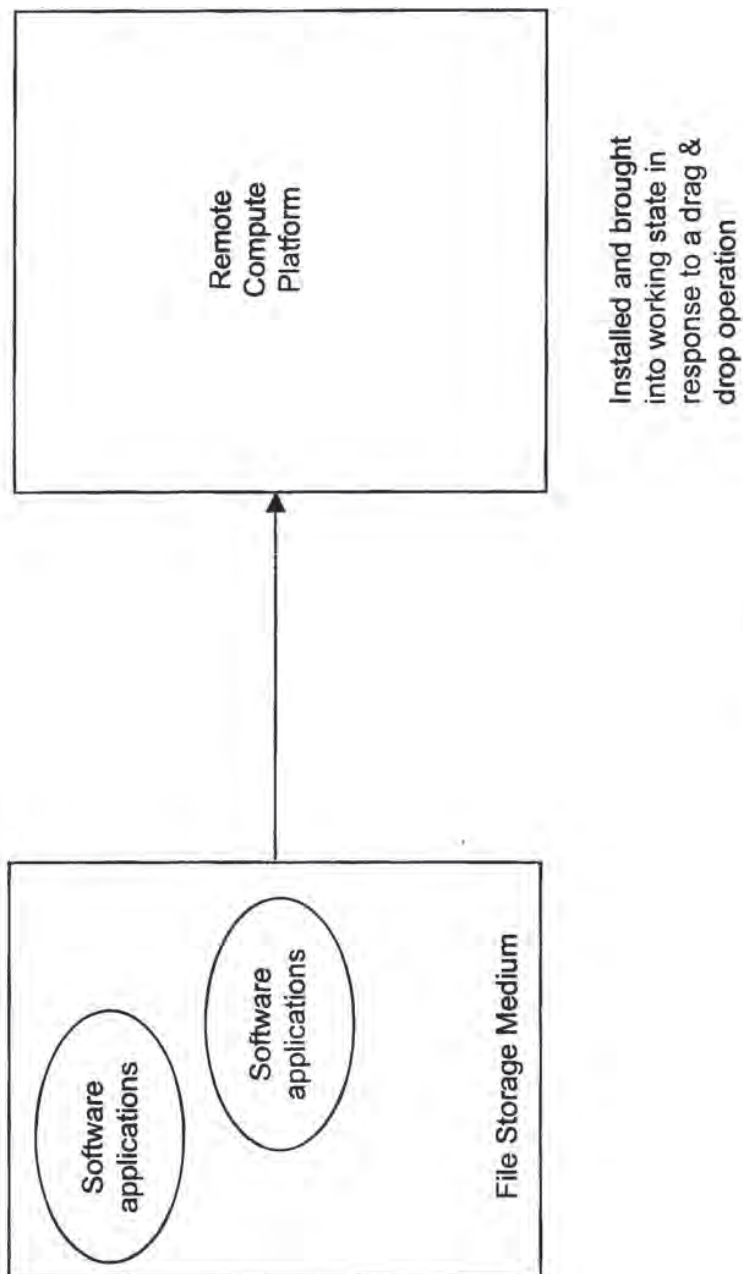 Software
applications
Software
applications
File Storage Medium
Remote
Compute
Platform
Installed and brought
into working state in
response to a drag &
drop operation